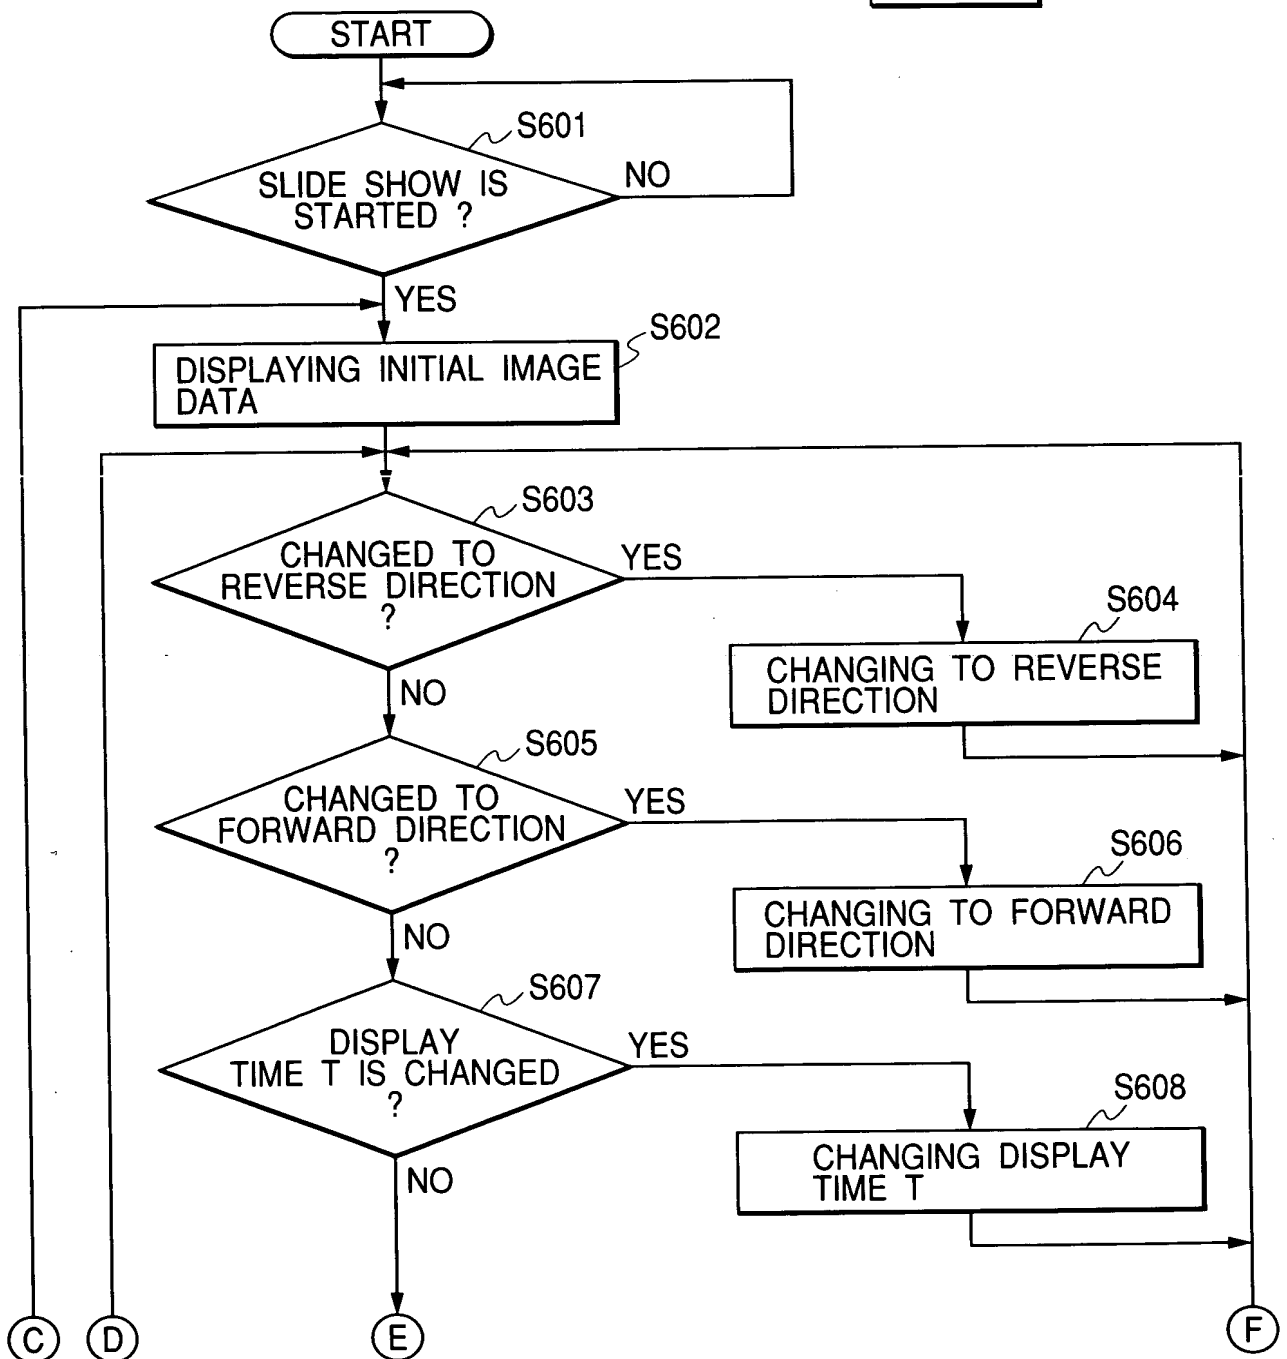 START
S601
SLIDE SHOW IS
STARTED ?
NO
YES
S602
DISPLAYING INITIAL IMAGE
DATA
S603
CHANGED TO
REVERSE DIRECTION
?
YES
S604
CHANGING TO REVERSE
DIRECTION
NO
S605
CHANGED TO
FORWARD DIRECTION
?
YES
S606
CHANGING TO FORWARD
DIRECTION
NO
S607
DISPLAY
TIME T IS CHANGED
?
YES
S608
CHANGING DISPLAY
TIME T
NO
C
D
E
F